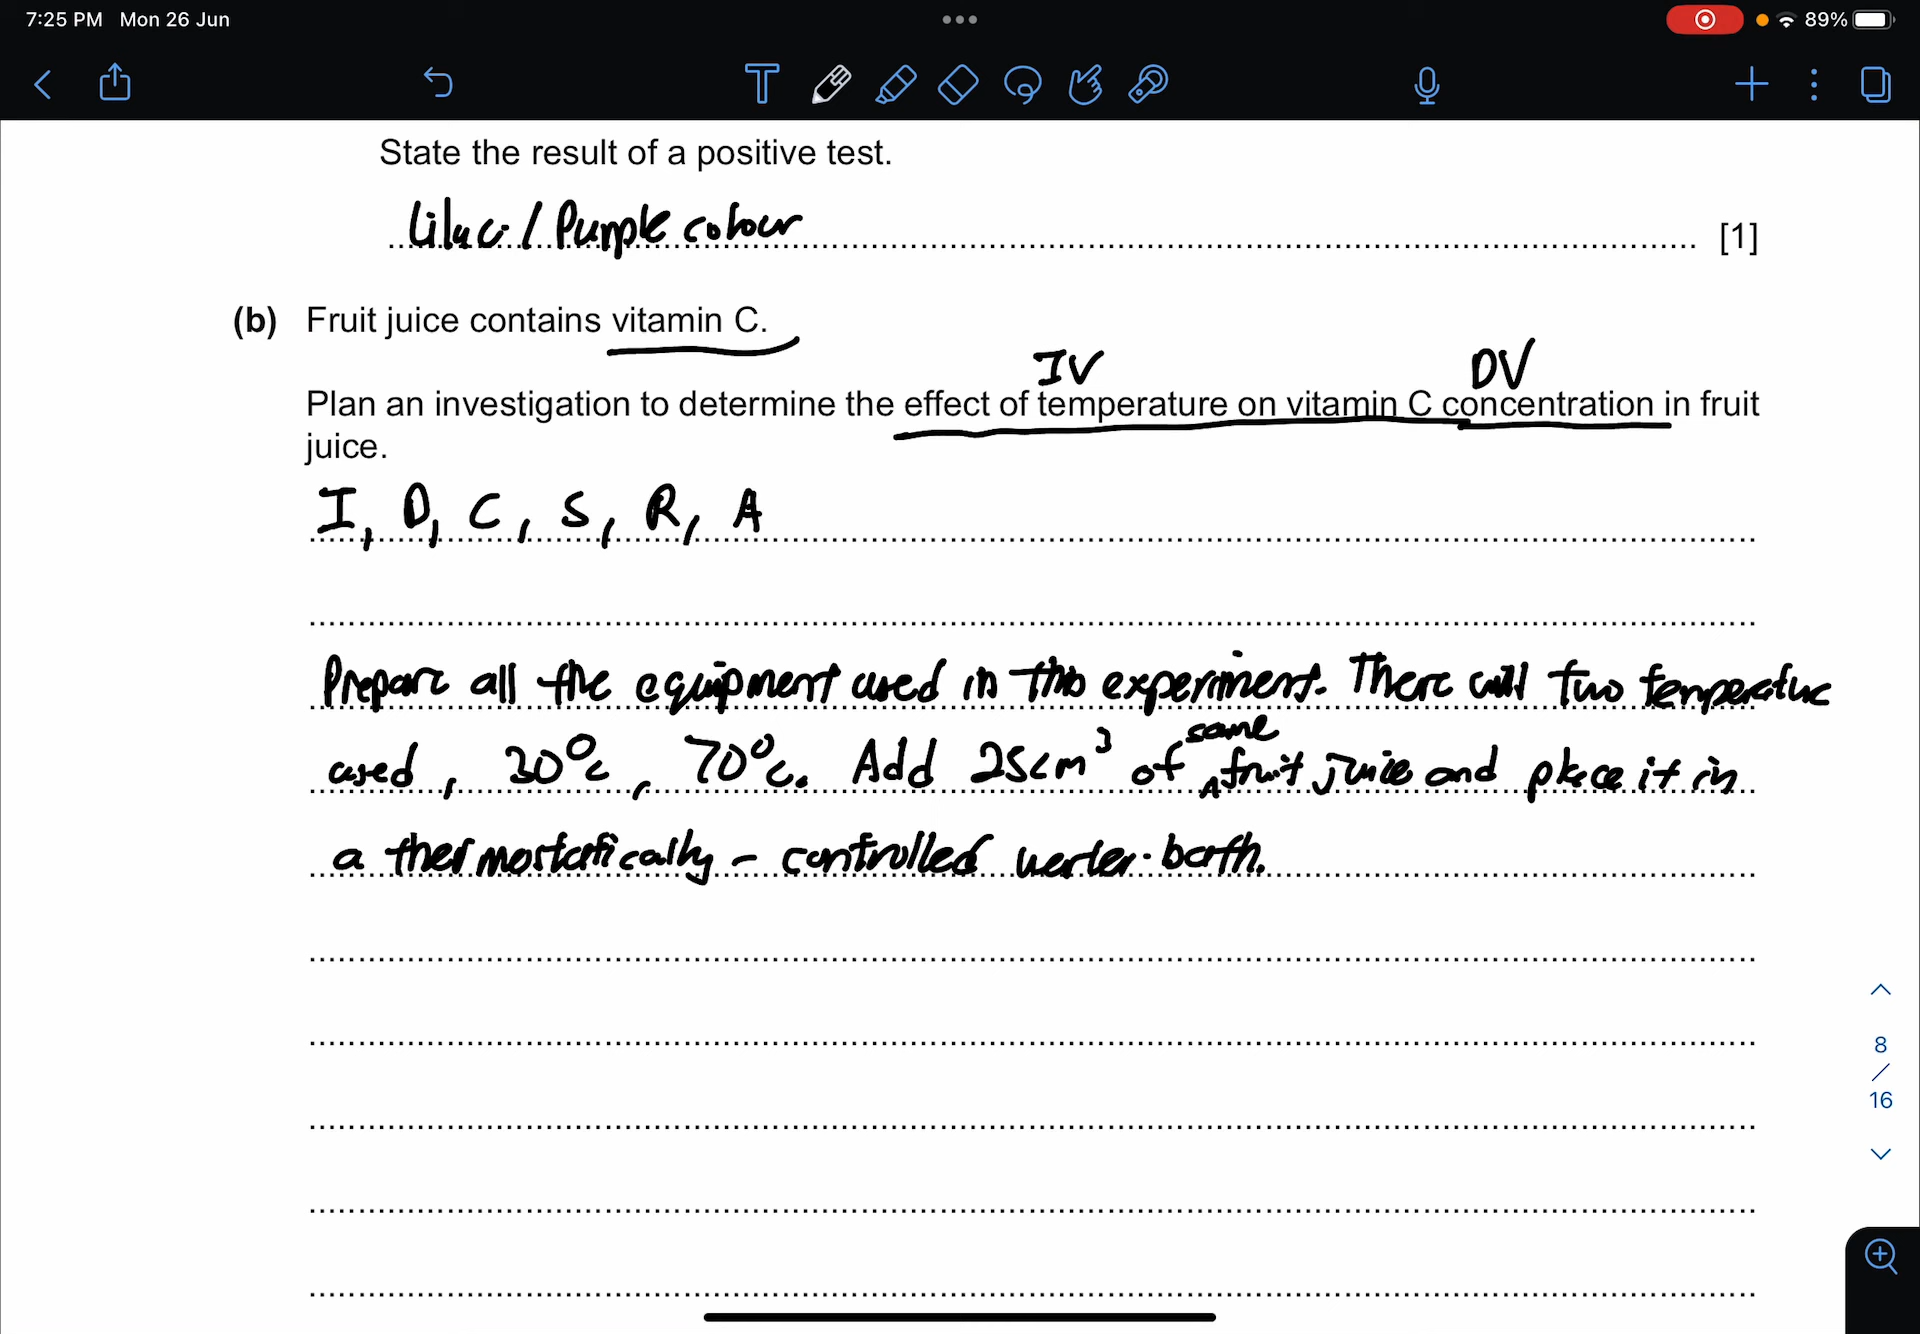 7:25 PM Mon 26 Jun
89%
State the result of a positive test.
Lilac / Purple colour [1]
(b) Fruit juice contains vitamin C.
IV DV
Plan an investigation to determine the effect of temperature on vitamin C concentration in fruit
juice.
I, D, C, S, R, A
Prepare all the equipment used in this experiment. There will two temperature
used, 30°c, 70°c. Add 25cm³ of same fruit juice and place it in
a thermostatically - controlled water-bath.
8
/
16